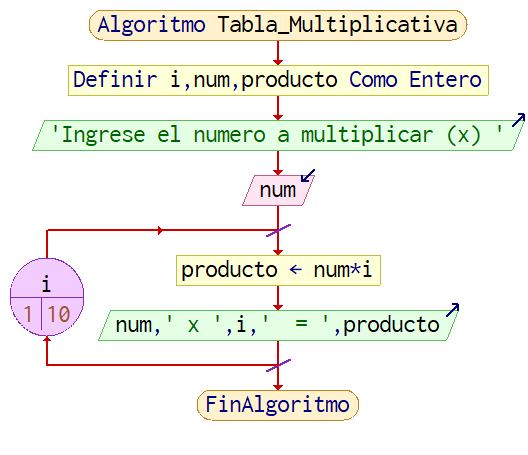 Algoritmo Tabla_Multiplicativa
Definir i,num,producto Como Entero
'Ingrese el numero a multiplicar (x) '
num
producto ← num*i
i
1 10
num,' x ',i,'  = ',producto
FinAlgoritmo